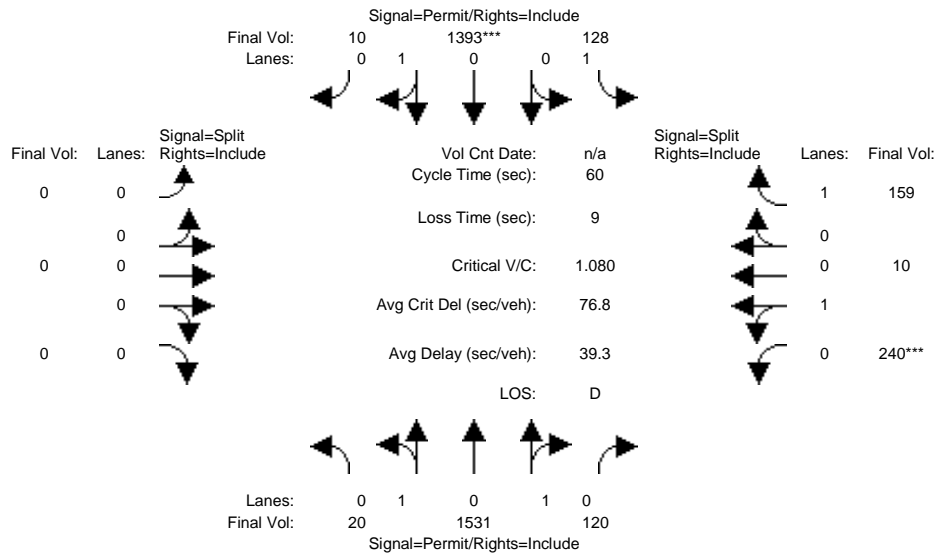 Signal=Permit/Rights=Include
Final Vol: 10 1393*** 128
Lanes: 0 1 0 0 1
Signal=Split
Final Vol: Lanes: Rights=Include
Vol Cnt Date: n/a
Signal=Split
Rights=Include Lanes: Final Vol:
Cycle Time (sec): 60
0 0
1 159
Loss Time (sec): 9
0
0
0 0
Critical V/C: 1.080
0 10
0
Avg Crit Del (sec/veh): 76.8
1
0 0
Avg Delay (sec/veh): 39.3
0 240***
LOS: D
Lanes: 0 1 0 1 0
Final Vol: 20 1531 120
Signal=Permit/Rights=Include